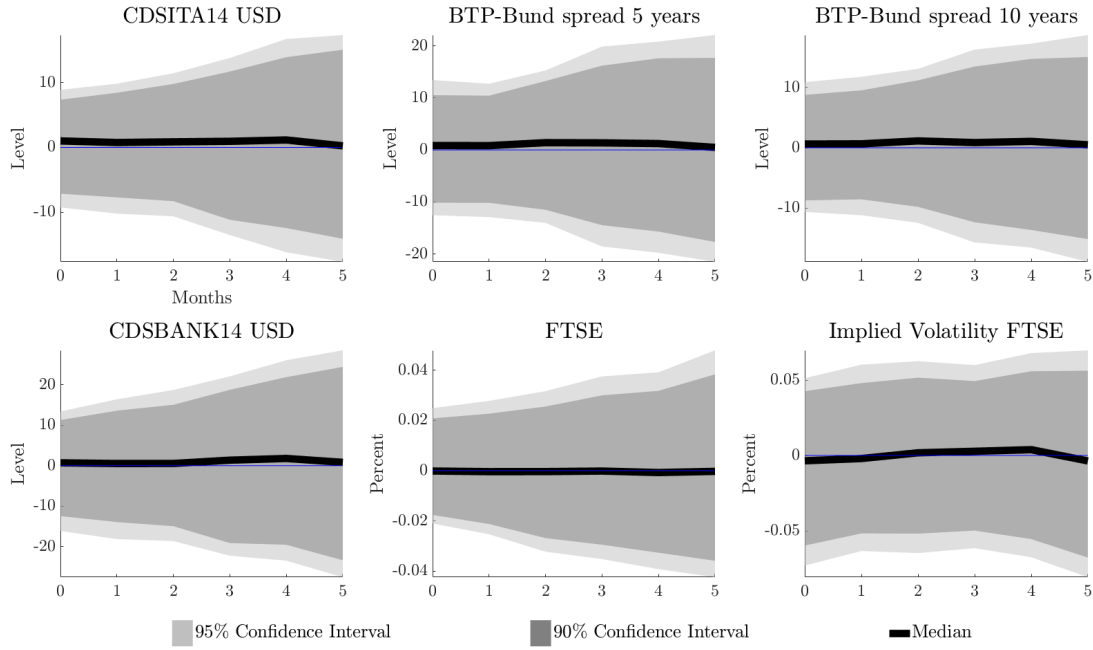 CDSITA14 USD
BTP-Bund spread 5 years
BTP-Bund spread 10 years
Level
10
0
-10
0 1 2 3 4 5
Months
Level
20
10
0
-10
-20
0 1 2 3 4 5
Level
10
0
-10
0 1 2 3 4 5
CDSBANK14 USD
FTSE
Implied Volatility FTSE
Level
20
10
0
-10
-20
0 1 2 3 4 5
Percent
0.04
0.02
0
-0.02
-0.04
0 1 2 3 4 5
Percent
0.05
0
-0.05
0 1 2 3 4 5
95% Confidence Interval
90% Confidence Interval
Median